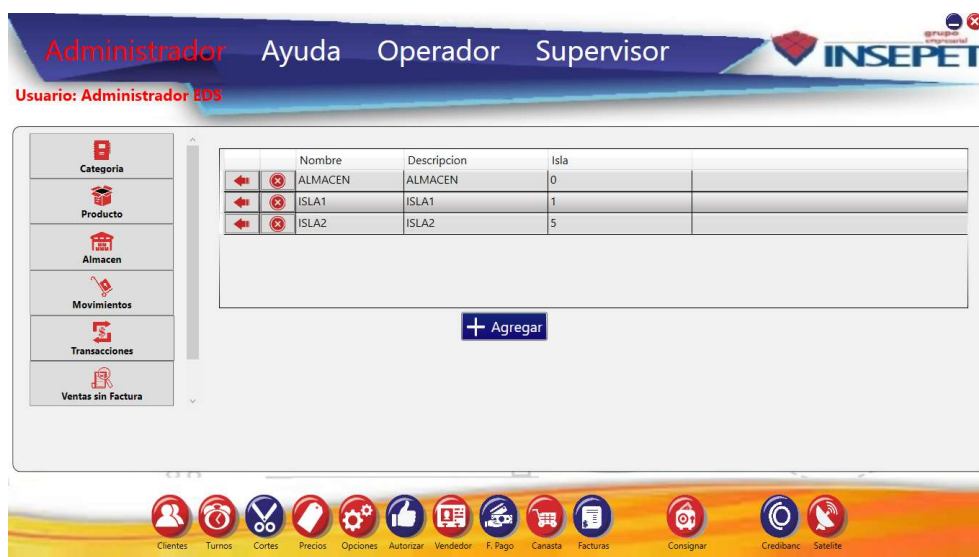 Administrador Ayuda Operador Supervisor
grupo
empresarial
INSEPET
Usuario: Administrador EDS
Categoria
Producto
Almacen
Movimientos
Transacciones
Ventas sin Factura
Nombre Descripcion Isla
ALMACEN ALMACEN 0
ISLA1 ISLA1 1
ISLA2 ISLA2 5
Agregar
Clientes Turnos Cortes Precios Opciones Autorizar Vendedor F. Pago Canasta Facturas Consignar Credibanc Satelite